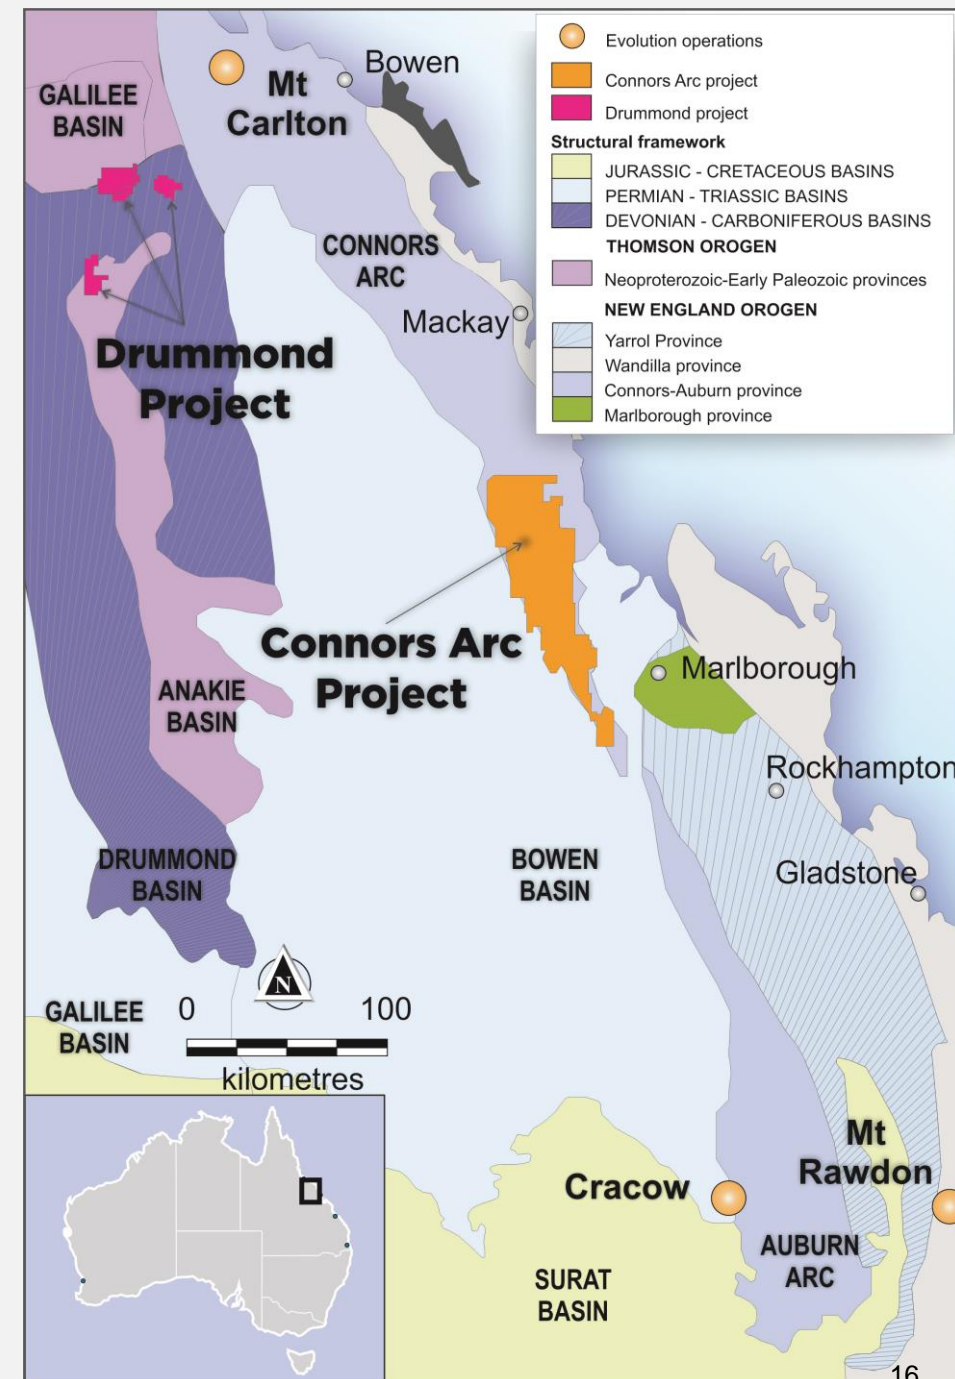 Evolution operations
Connors Arc project
Drummond project
Structural framework
JURASSIC - CRETACEOUS BASINS
PERMIAN - TRIASSIC BASINS
DEVONIAN - CARBONIFEROUS BASINS
THOMSON OROGEN
Neoproterozoic-Early Paleozoic provinces
NEW ENGLAND OROGEN
Yarrol Province
Wandilla province
Connors-Auburn province
Marlborough province
GALILEE
BASIN
Mt
Carlton
Bowen
CONNORS
ARC
Mackay
Drummond
Project
Connors Arc
Project
Marlborough
ANAKIE
BASIN
Rockhampton
DRUMMOND
BASIN
BOWEN
BASIN
Gladstone
N
GALILEE
BASIN
0 100
kilometres
Mt
Rawdon
Cracow
AUBURN
ARC
SURAT
BASIN
16